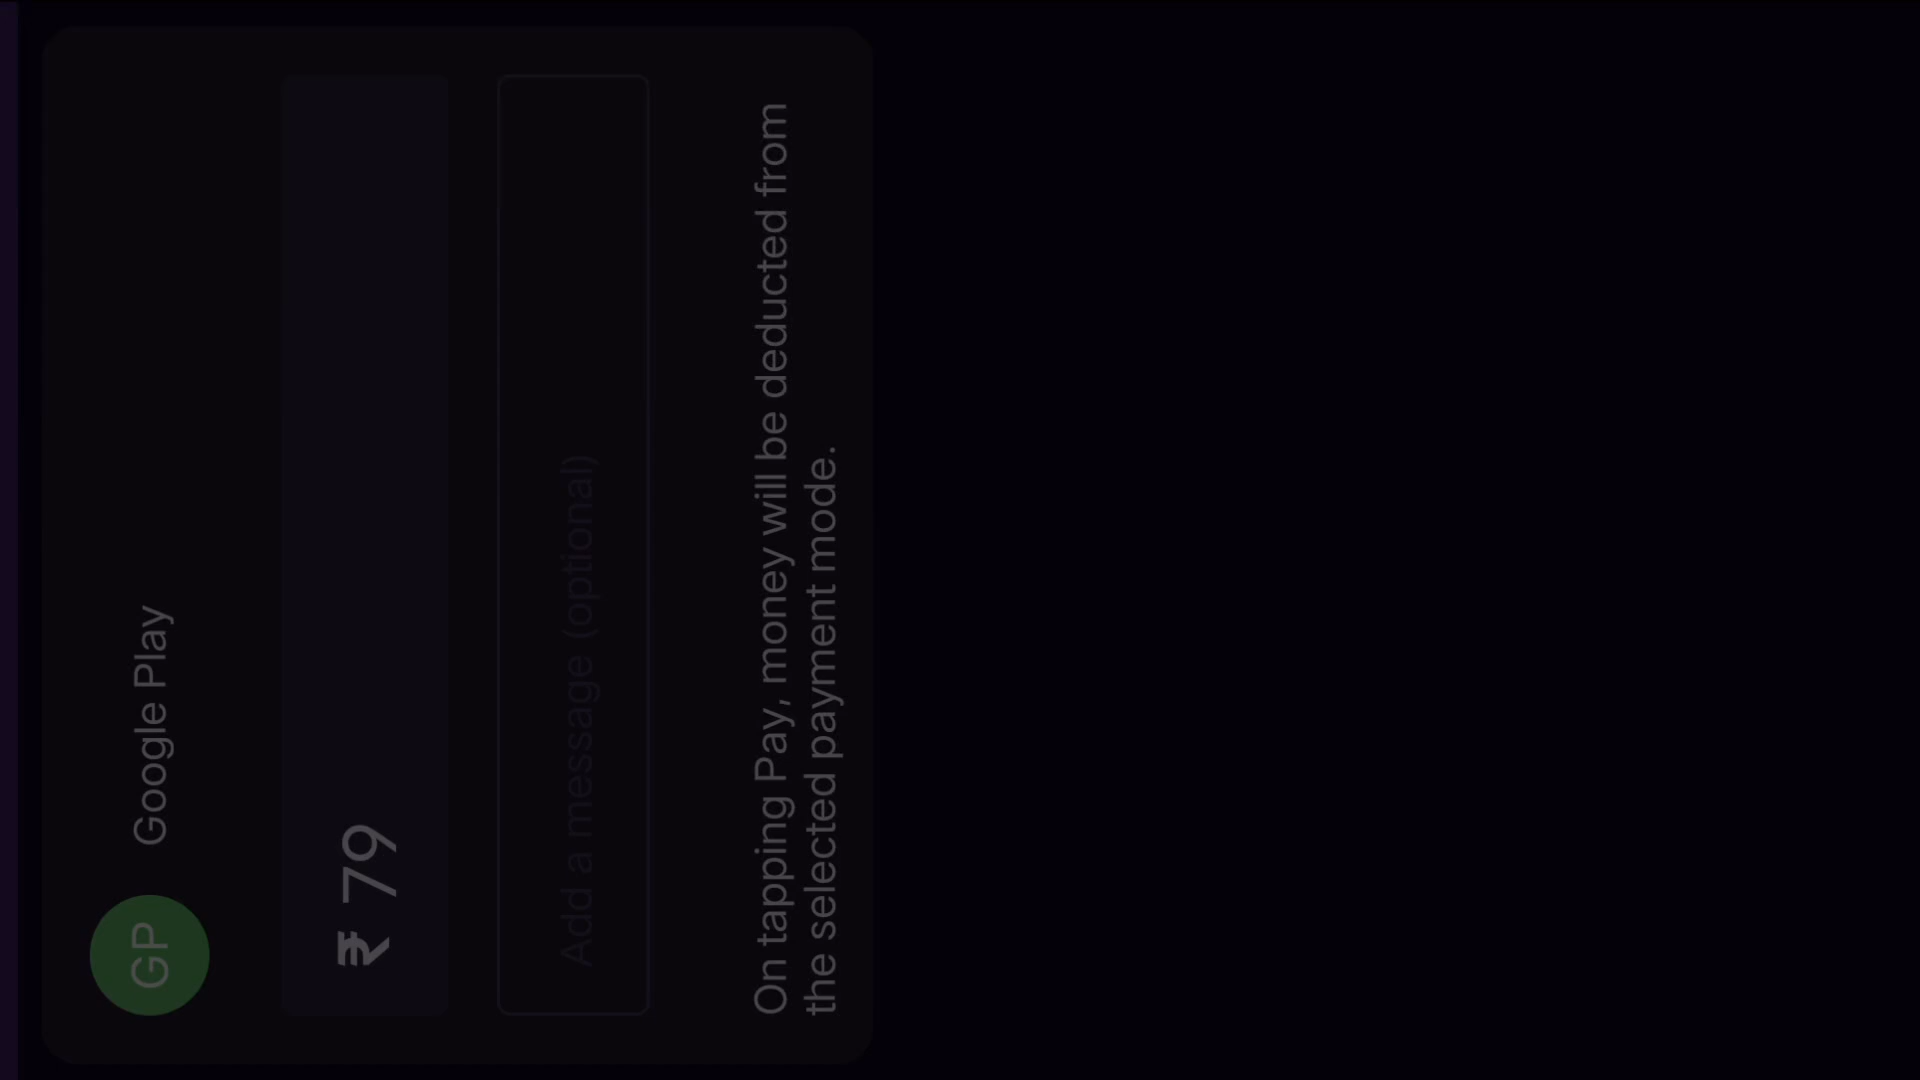 GP
Google Play
₹ 79
Add a message (optional)
On tapping Pay, money will be deducted from
the selected payment mode.